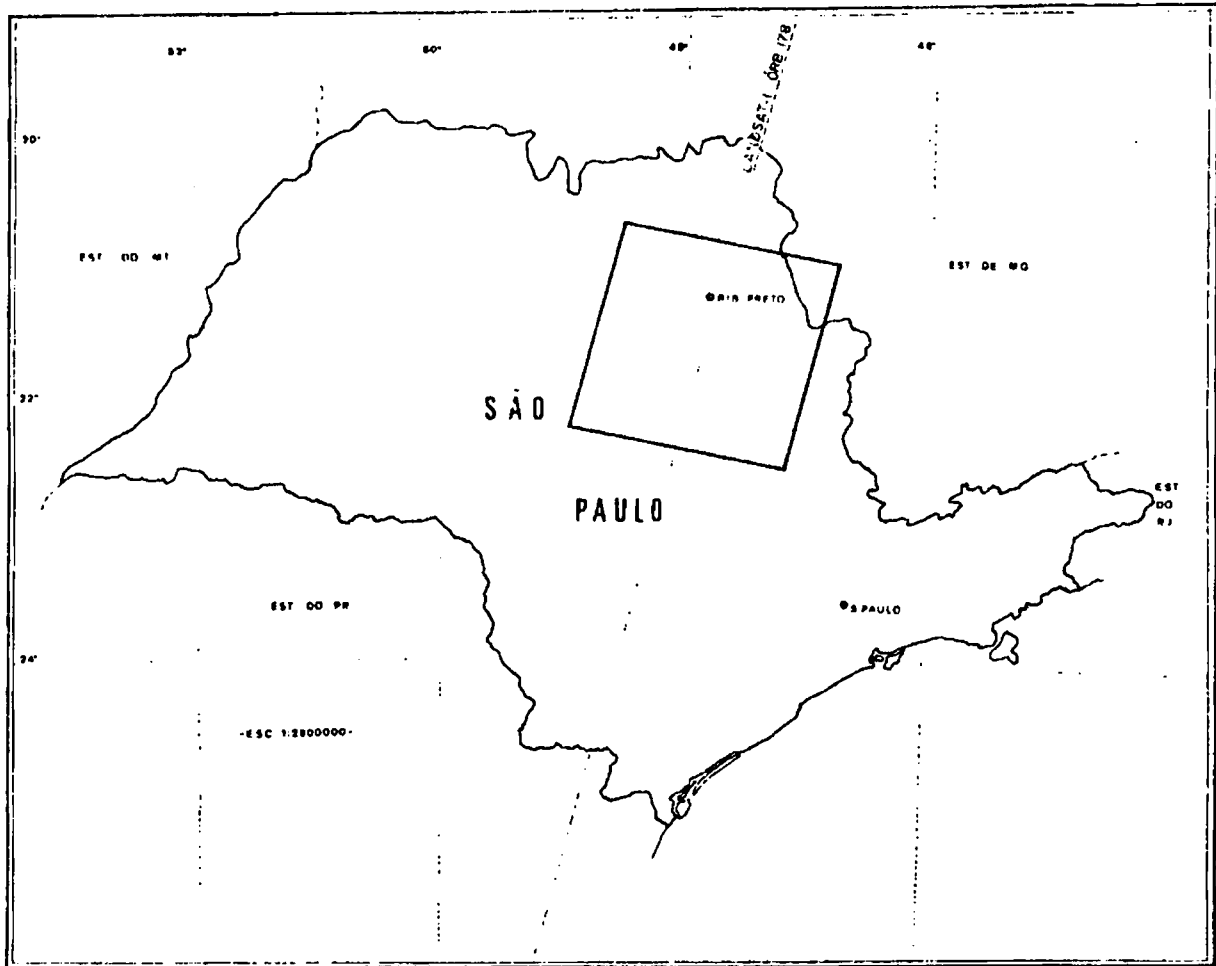 52°
50°
48°
46°
LANDSAT-1 ÓRB 178
20°
EST DO MT
EST DE MG
RIB PRETO
22°
SÃO
PAULO
EST
DO
RJ
EST DO PR
S.PAULO
24°
-ESC 1:2800000-